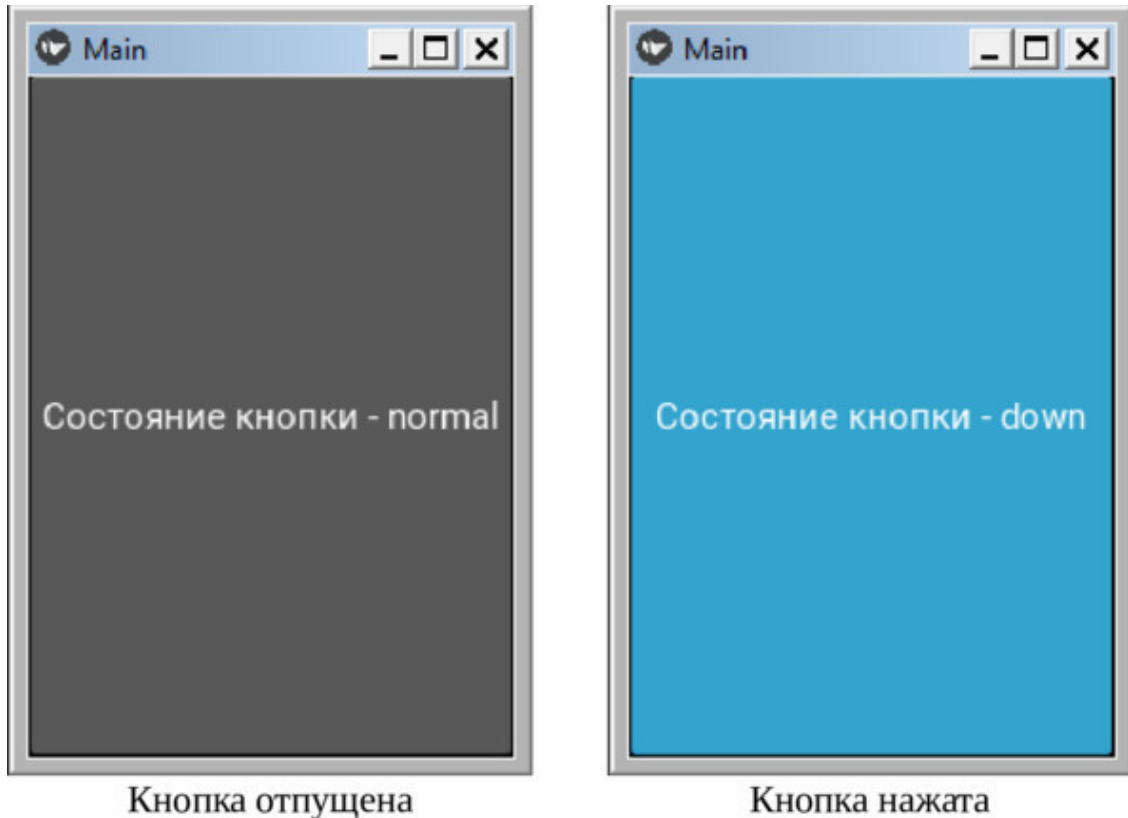 Main
Состояние кнопки - normal
Кнопка отпущена
Main
Состояние кнопки - down
Кнопка нажата